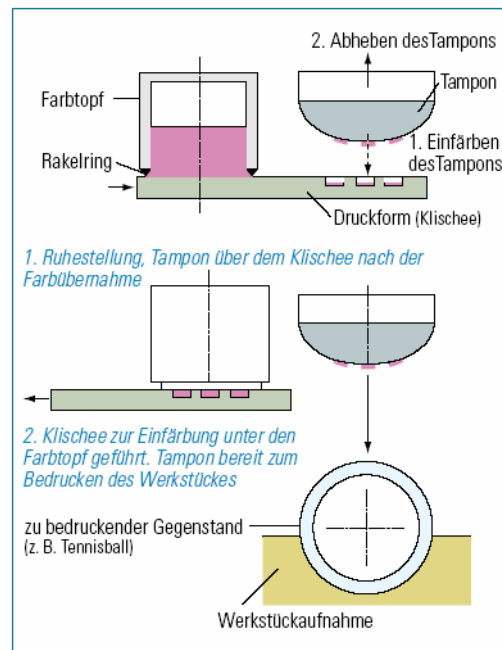 2. Abheben desTampons
Farbtopf
Tampon
Rakelring
1. Einfärben
desTampons
Druckform (Klischee)
1. Ruhestellung, Tampon über dem Klischee nach der
Farbübernahme
2. Klischee zur Einfärbung unter den
Farbtopf geführt. Tampon bereit zum
Bedrucken des Werkstückes
zu bedruckender Gegenstand
(z. B. Tennisball)
Werkstückaufnahme